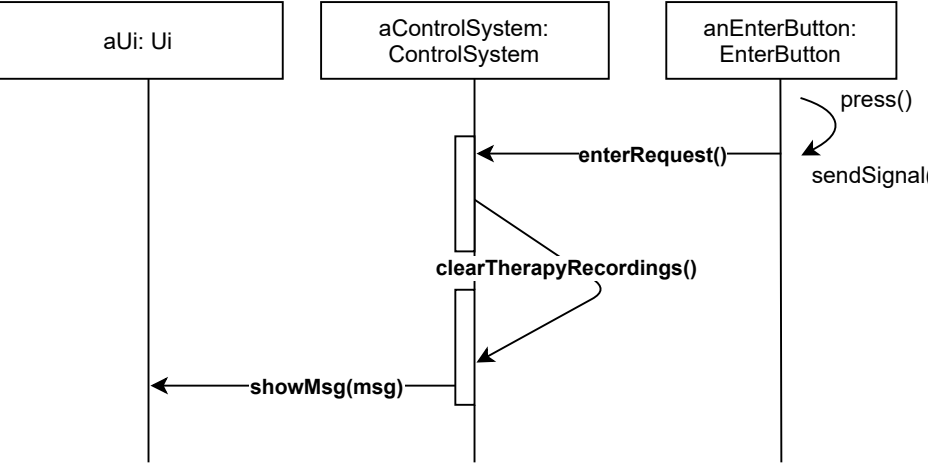 aUi: Ui
aControlSystem:
ControlSystem
anEnterButton:
EnterButton
press()
enterRequest()
sendSignal(
clearTherapyRecordings()
showMsg(msg)